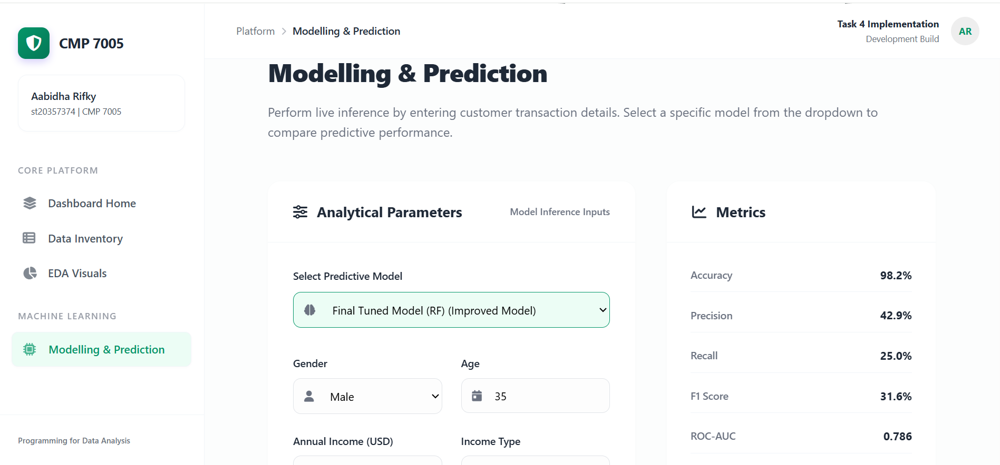 CMP 7005
Aabidha Rifky
st20357374 | CMP 7005
CORE PLATFORM
Dashboard Home
Data Inventory
EDA Visuals
MACHINE LEARNING
Modelling & Prediction
Programming for Data Analysis
Platform > Modelling & Prediction
Task 4 Implementation
Development Build
AR
Modelling & Prediction
Perform live inference by entering customer transaction details. Select a specific model from the dropdown to
compare predictive performance.
Analytical Parameters
Model Inference Inputs
Select Predictive Model
Final Tuned Model (RF) (Improved Model)
Gender
Age
Male
35
Annual Income (USD)
Income Type
Metrics
Accuracy 98.2%
Precision 42.9%
Recall 25.0%
F1 Score 31.6%
ROC-AUC 0.786